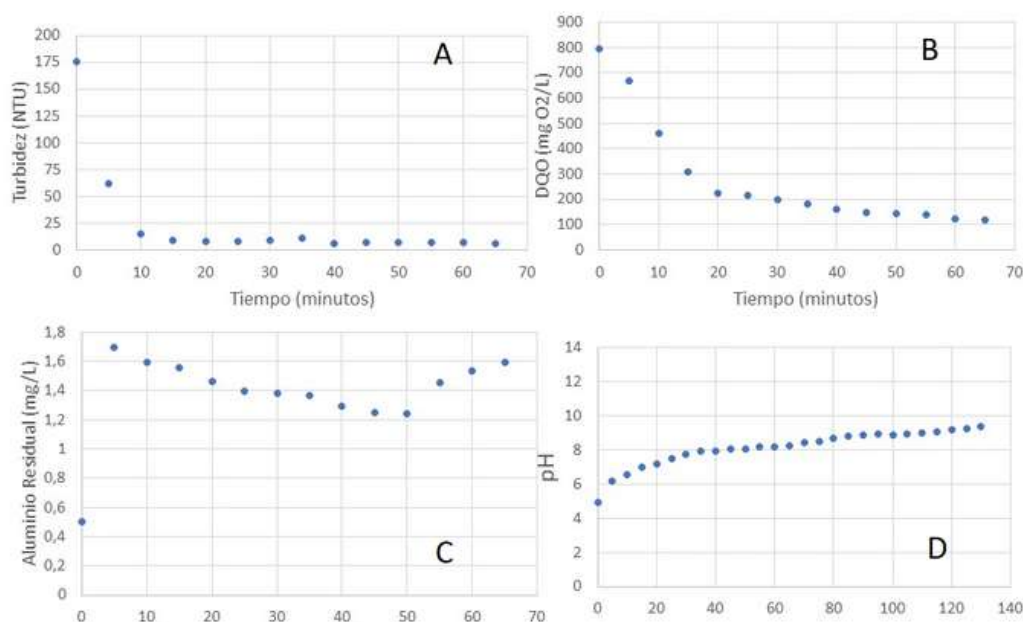 A
Turbidez (NTU)
200
175
150
125
100
75
50
25
0
0 10 20 30 40 50 60 70
Tiempo (minutos)
B
DQO (mg O2/L)
900
800
700
600
500
400
300
200
100
0
0 10 20 30 40 50 60 70
Tiempo (minutos)
C
Aluminio Residual (mg/L)
1,8
1,6
1,4
1,2
1
0,8
0,6
0,4
0,2
0
0 10 20 30 40 50 60 70
D
pH
14
12
10
8
6
4
2
0
0 20 40 60 80 100 120 140